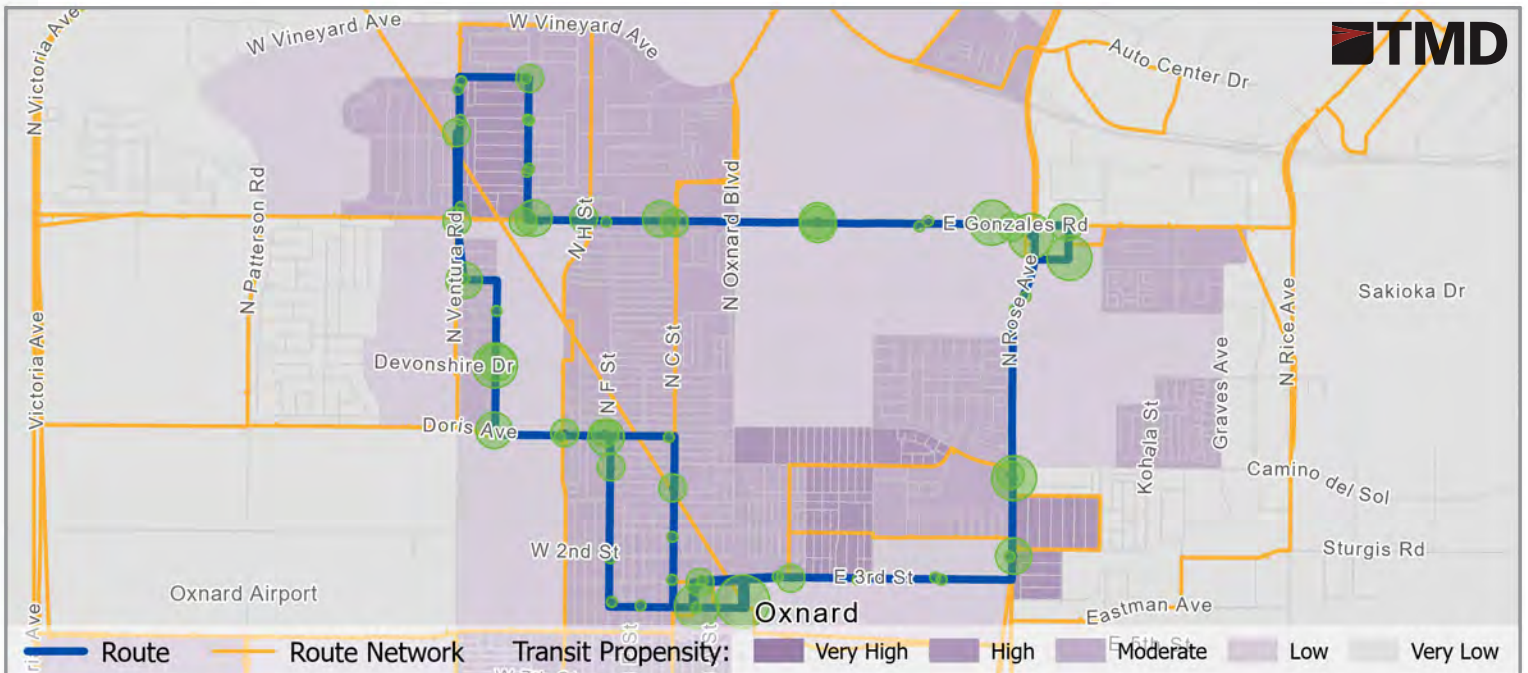 TMD
N Victoria Ave
W Vineyard Ave
W Vineyard Ave
Auto Center Dr
N Patterson Rd
N Ventura Rd
N H St
N Oxnard Blvd
E Gonzales Rd
N Rose Ave
N Rice Ave
Sakioka Dr
Victoria Ave
Devonshire Dr
N F St
N C St
Graves Ave
Doris Ave
Kohala St
Camino del Sol
W 2nd St
Sturgis Rd
E 3rd St
Oxnard Airport
Oxnard
Eastman Ave
E 5th St
Route
Route Network
Transit Propensity:
Very High
High
Moderate
Low
Very Low